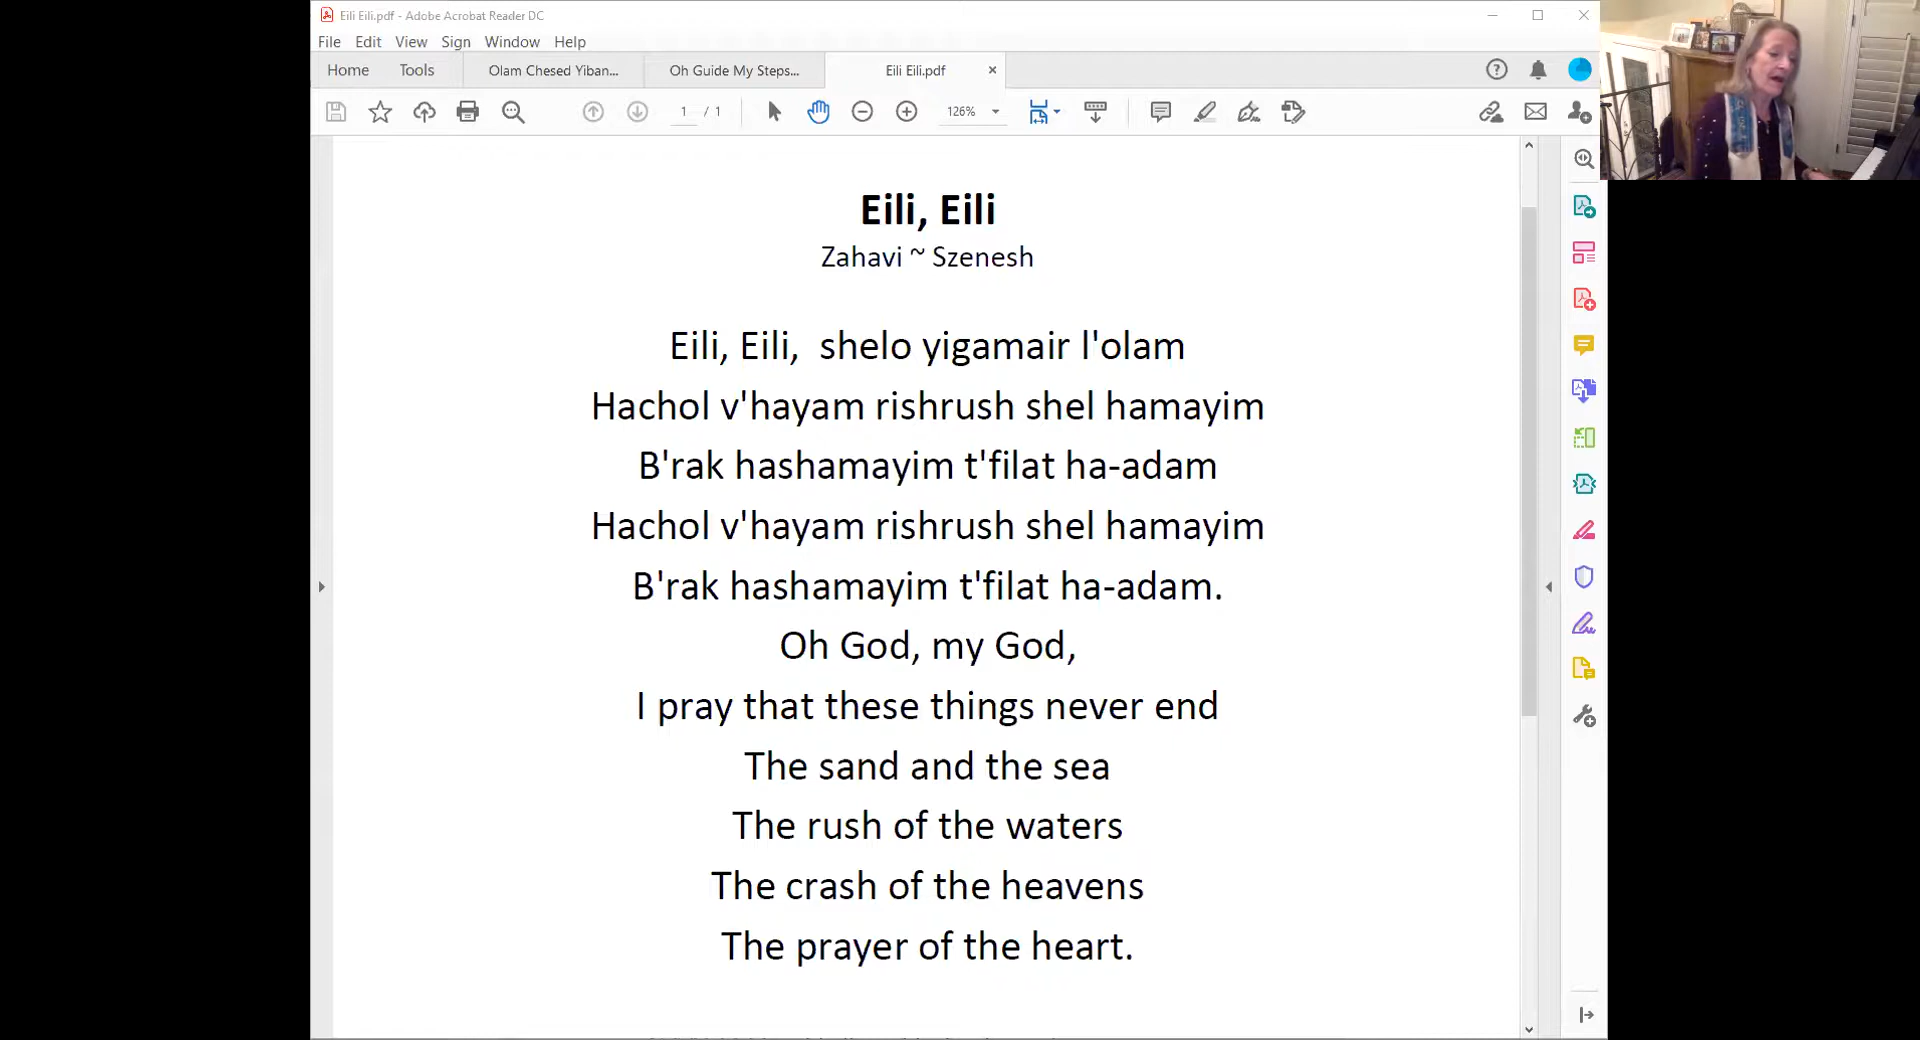 Eili Eili.pdf - Adobe Acrobat Reader DC
File Edit View Sign Window Help
Home Tools Olam Chesed Yiban... Oh Guide My Steps... Eili Eili.pdf
1 / 1 126%
Eili, Eili
Zahavi ~ Szenesh
Eili, Eili, shelo yigamair l'olam
Hachol v'hayam rishrush shel hamayim
B'rak hashamayim t'filat ha-adam
Hachol v'hayam rishrush shel hamayim
B'rak hashamayim t'filat ha-adam.
Oh God, my God,
I pray that these things never end
The sand and the sea
The rush of the waters
The crash of the heavens
The prayer of the heart.